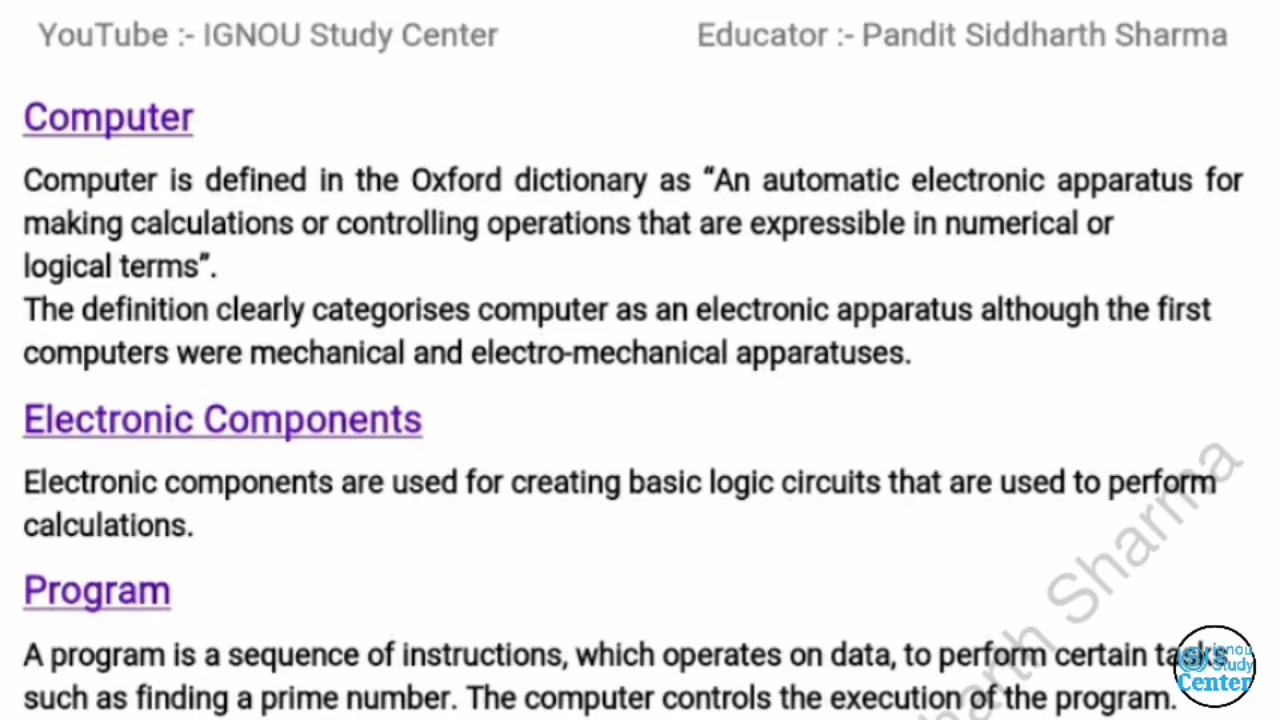 YouTube :- IGNOU Study Center
Educator :- Pandit Siddharth Sharma
Computer
Computer is defined in the Oxford dictionary as “An automatic electronic apparatus for
making calculations or controlling operations that are expressible in numerical or
logical terms”.
The definition clearly categorises computer as an electronic apparatus although the first
computers were mechanical and electro-mechanical apparatuses.
Electronic Components
Electronic components are used for creating basic logic circuits that are used to perform
calculations.
Program
A program is a sequence of instructions, which operates on data, to perform certain tasks
such as finding a prime number. The computer controls the execution of the program.
Sharma
ignou
Study
Center